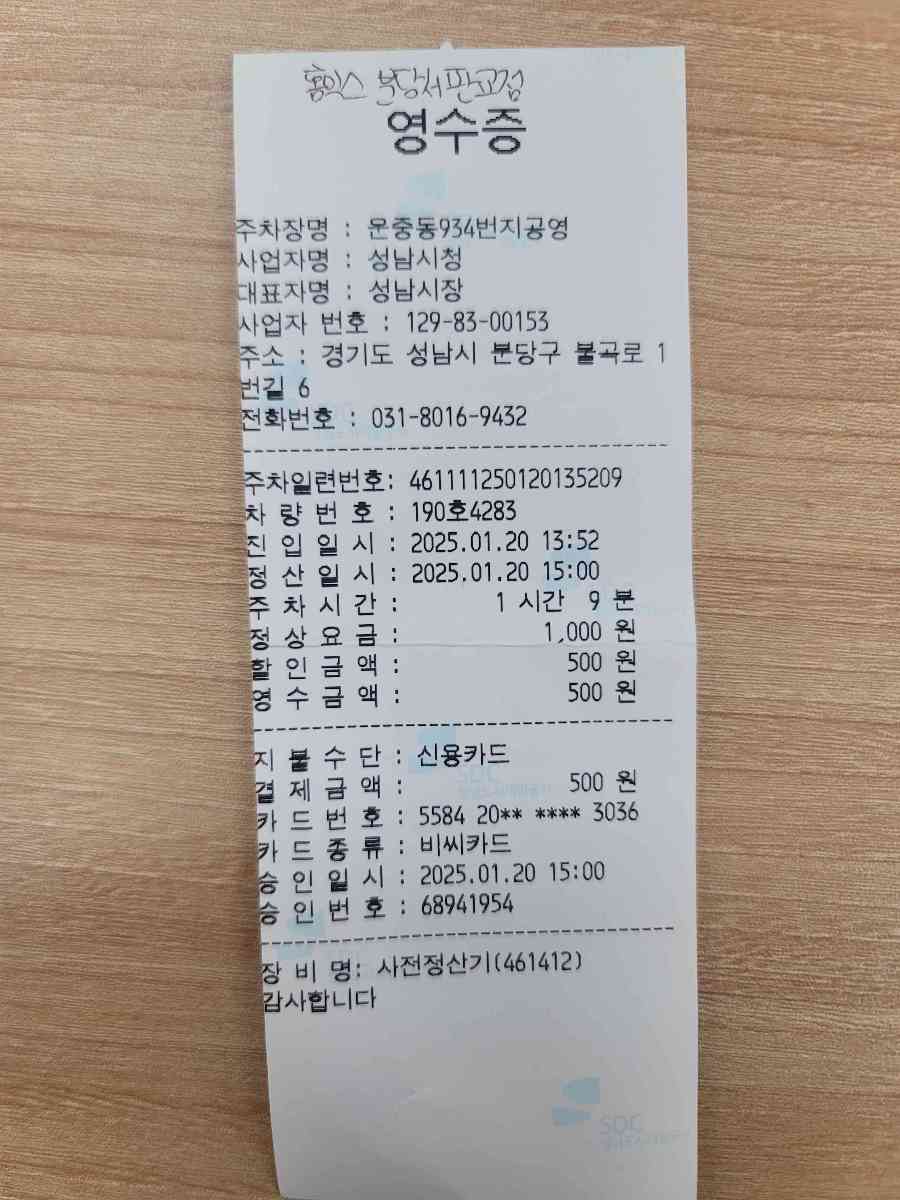 홈익스 분당서판교점
영수증
주차장명 : 운중동934번지공영
사업자명 : 성남시청
대표자명 : 성남시장
사업자 번호 : 129-83-00153
주소 : 경기도 성남시 분당구 불곡로 1
번길 6
전화번호 : 031-8016-9432
주차일련번호: 461111250120135209
차 량 번 호 : 190호4283
진 입 일 시 : 2025.01.20 13:52
정 산 일 시 : 2025.01.20 15:00
주 차 시 간 : 1 시간 9 분
정 상 요 금 : 1,000 원
할 인 금 액 : 500 원
영 수 금 액 : 500 원
지 불 수 단 : 신용카드
결 제 금 액 : 500 원
카 드 번 호 : 5584 20** **** 3036
카 드 종 류 : 비씨카드
승 인 일 시 : 2025.01.20 15:00
승 인 번 호 : 68941954
장 비 명: 사전정산기(461412)
감사합니다
SDC